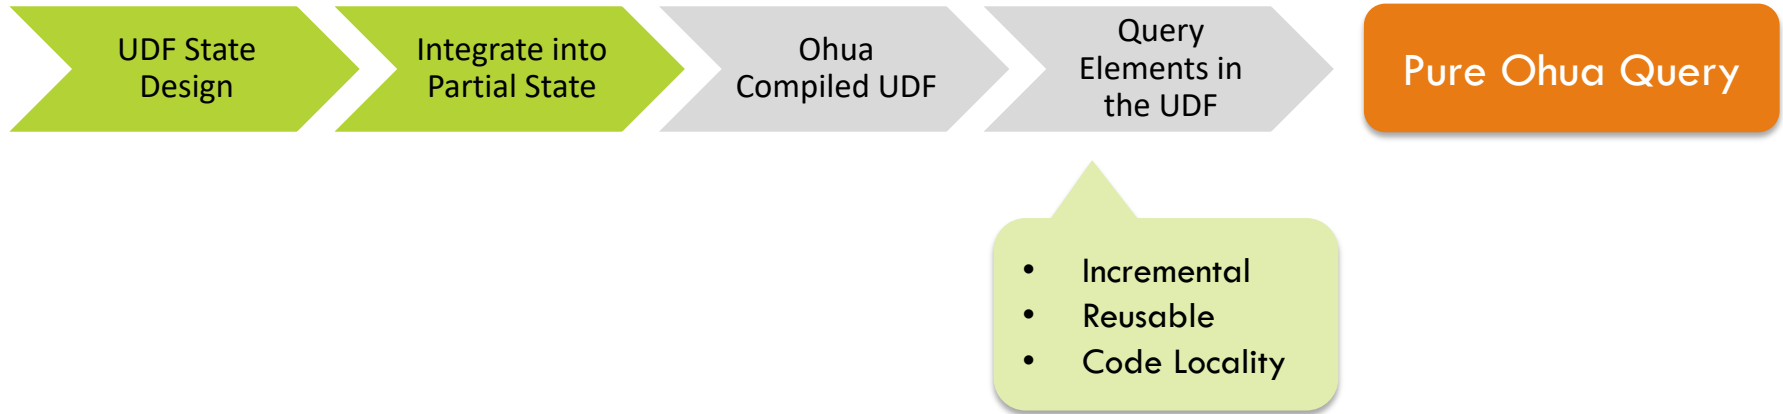 UDF State
Design
Integrate into
Partial State
Ohua
Compiled UDF
Query
Elements in
the UDF
Pure Ohua Query
• Incremental
• Reusable
• Code Locality